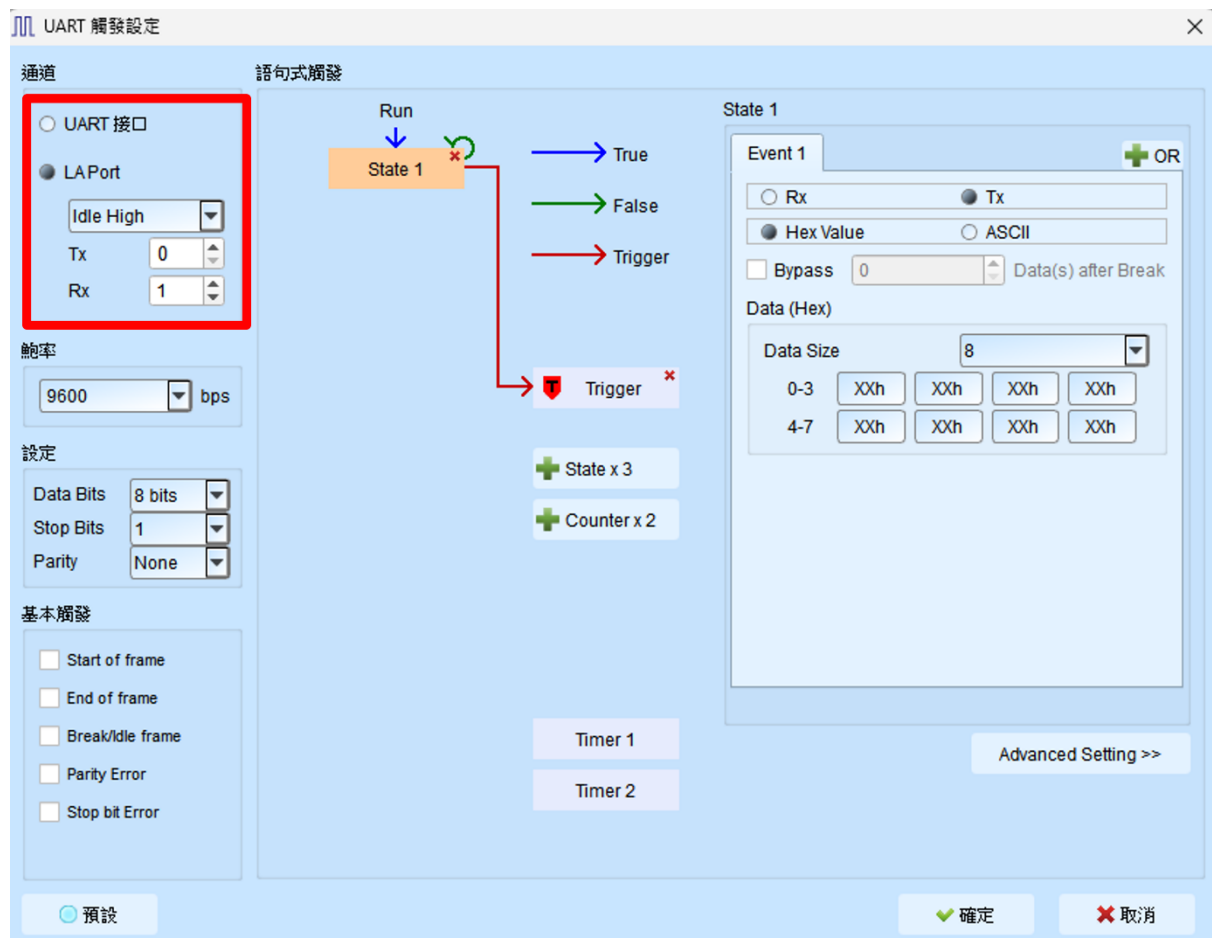 UART 觸發設定
通道
UART 接口
LA Port
Idle High
Tx 0
Rx 1
鮑率
9600 bps
設定
Data Bits 8 bits
Stop Bits 1
Parity None
基本觸發
Start of frame
End of frame
Break/Idle frame
Parity Error
Stop bit Error
預設
語句式觸發
Run
State 1
True
False
Trigger
T Trigger
State x 3
Counter x 2
Timer 1
Timer 2
State 1
Event 1 OR
Rx Tx
Hex Value ASCII
Bypass 0 Data(s) after Break
Data (Hex)
Data Size 8
0-3 XXh XXh XXh XXh
4-7 XXh XXh XXh XXh
Advanced Setting >>
確定 取消